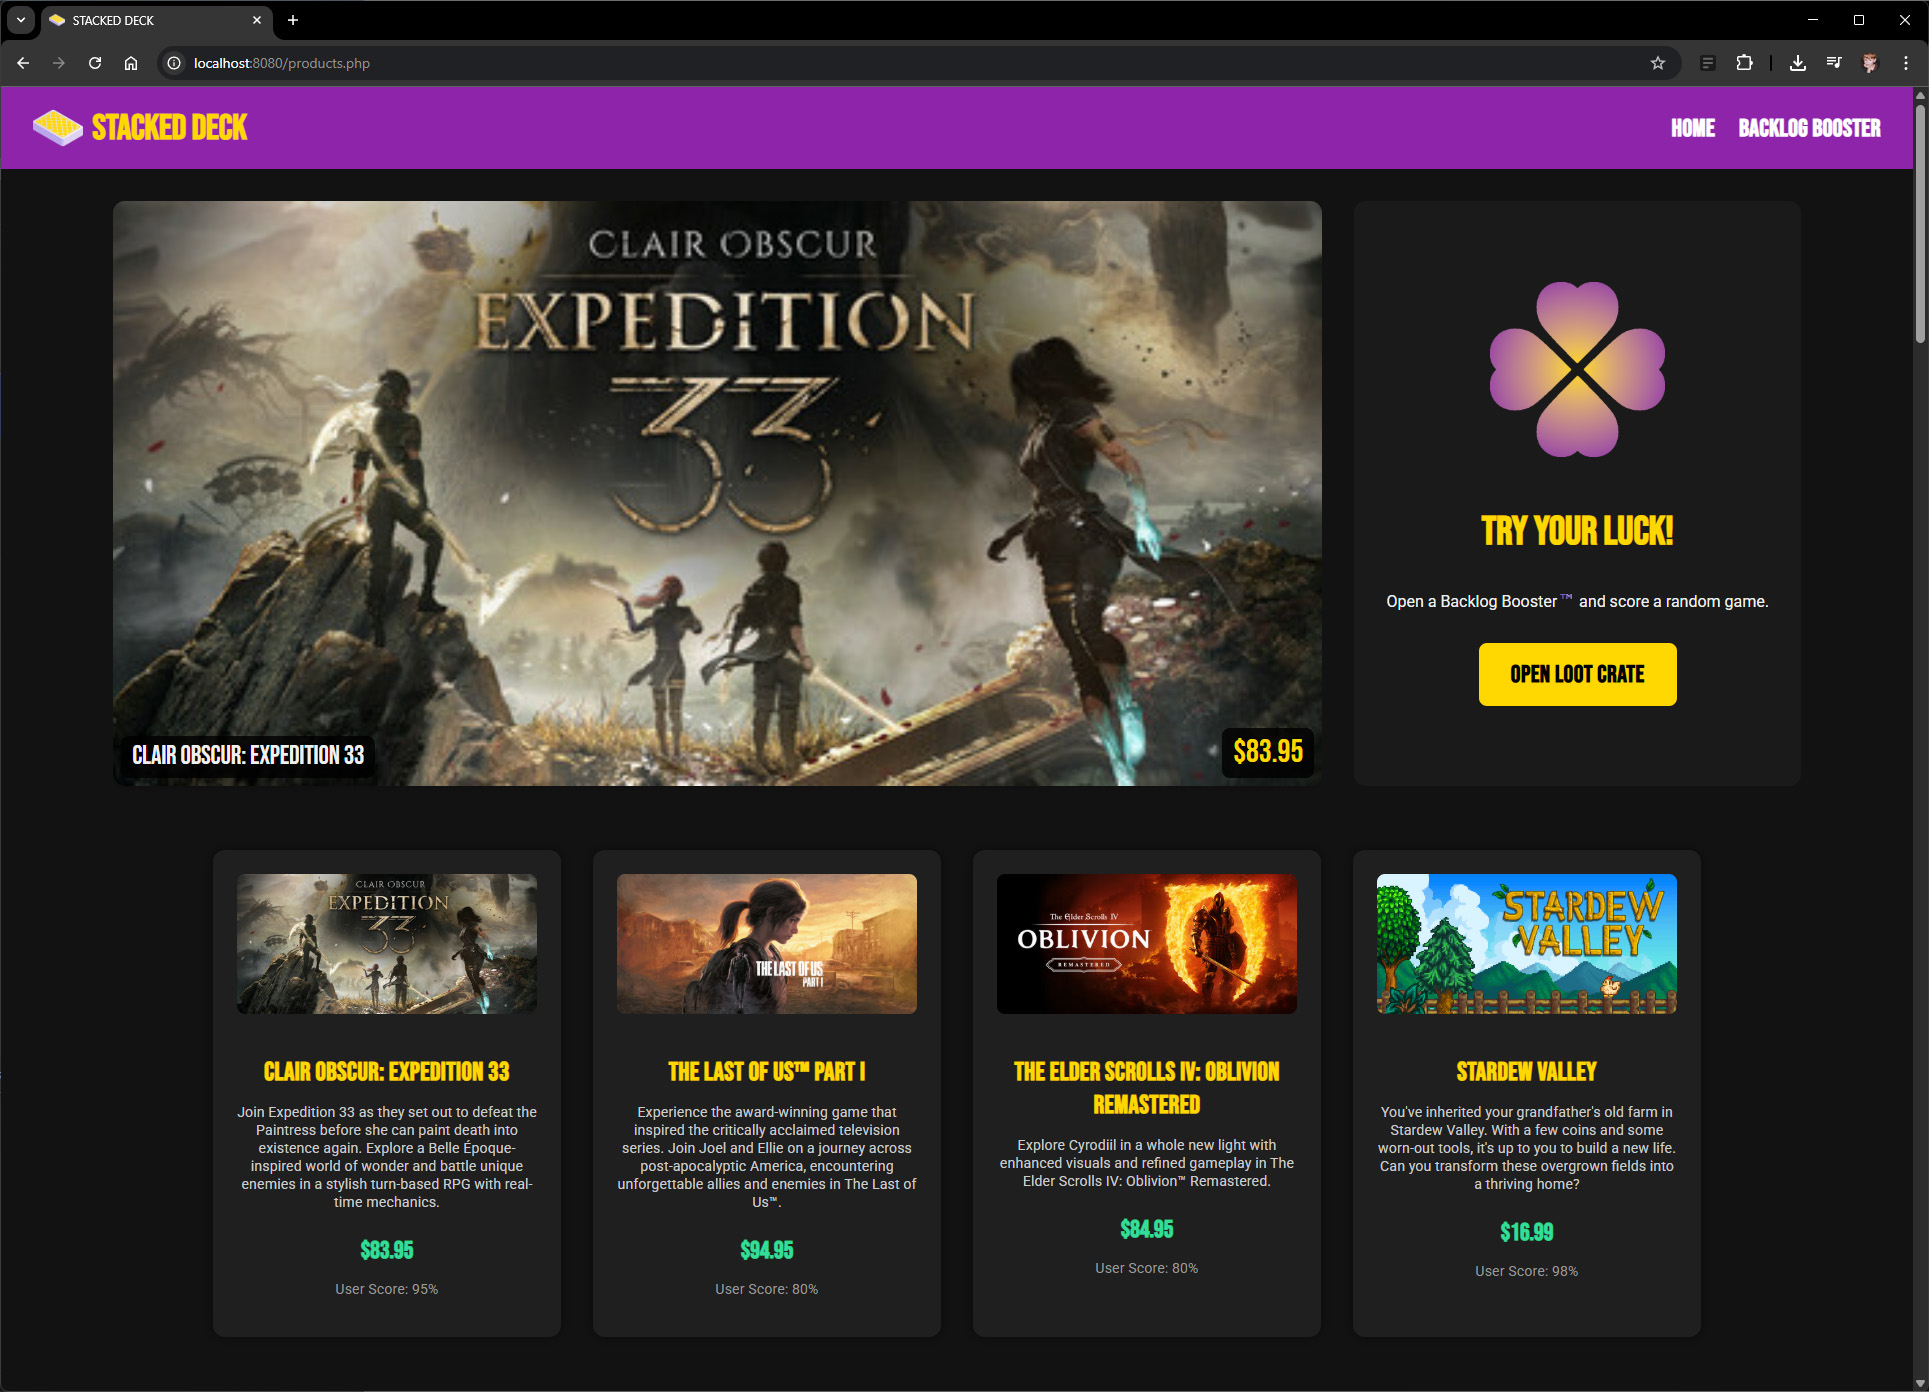 STACKED DECK
localhost:8080/products.php
STACKED DECK
HOME
BACKLOG BOOSTER
CLAIR OBSCUR
EXPEDITION
33
CLAIR OBSCUR: EXPEDITION 33
$83.95
TRY YOUR LUCK!
Open a Backlog Booster™ and score a random game.
OPEN LOOT CRATE
CLAIR OBSCUR
EXPEDITION
33
CLAIR OBSCUR: EXPEDITION 33
Join Expedition 33 as they set out to defeat the
Paintress before she can paint death into
existence again. Explore a Belle Époque-
inspired world of wonder and battle unique
enemies in a stylish turn-based RPG with real-
time mechanics.
$83.95
User Score: 95%
THE LAST OF US
PART I
THE LAST OF US™ PART I
Experience the award-winning game that
inspired the critically acclaimed television
series. Join Joel and Ellie on a journey across
post-apocalyptic America, encountering
unforgettable allies and enemies in The Last of
Us™.
$94.95
User Score: 80%
The Elder Scrolls IV
OBLIVION
REMASTERED
THE ELDER SCROLLS IV: OBLIVION
REMASTERED
Explore Cyrodiil in a whole new light with
enhanced visuals and refined gameplay in The
Elder Scrolls IV: Oblivion™ Remastered.
$84.95
User Score: 80%
STARDEW
VALLEY
STARDEW VALLEY
You've inherited your grandfather's old farm in
Stardew Valley. With a few coins and some
worn-out tools, it's up to you to build a new life.
Can you transform these overgrown fields into
a thriving home?
$16.99
User Score: 98%